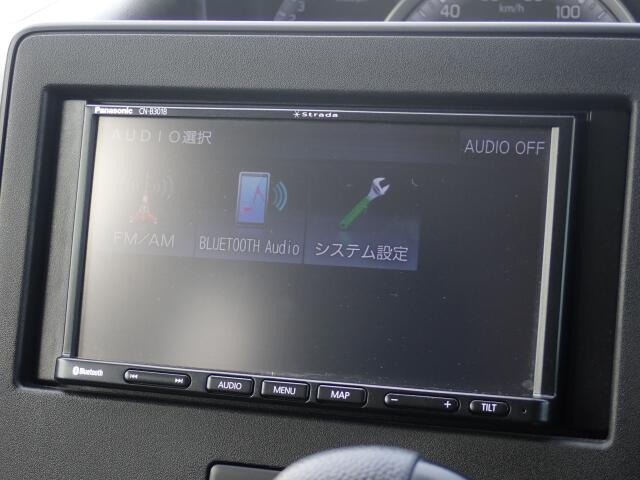 3
40
km/h
100
Panasonic CN-B301B
Strada
AUDIO選択
AUDIO OFF
FM/AM
BLUETOOTH Audio
システム設定
Bluetooth
AUDIO
MENU
MAP
− +
TILT